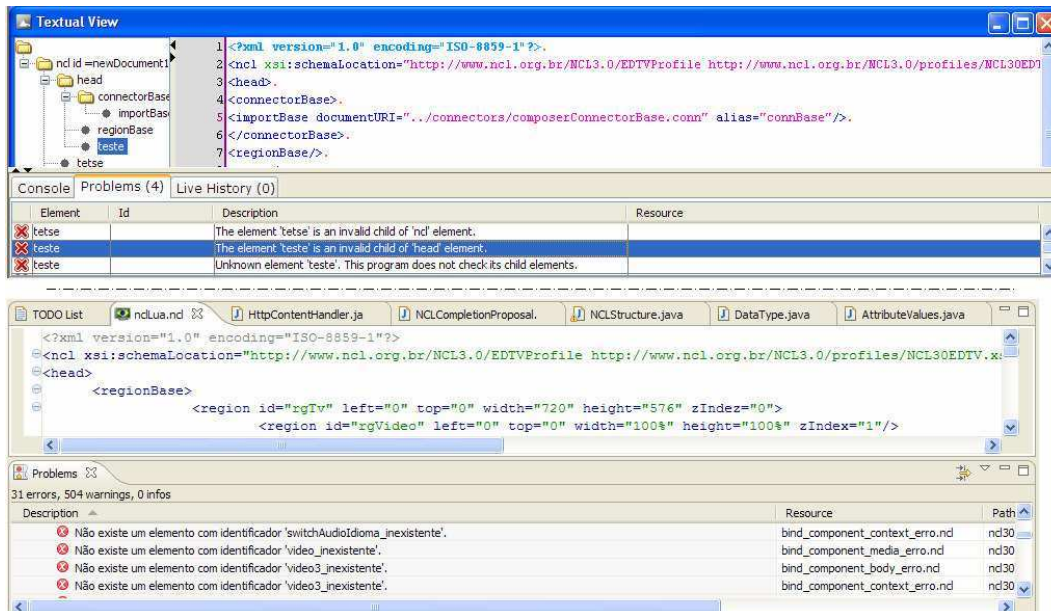 Textual View
ncl id =newDocument1
head
connectorBase
importBas
regionBase
teste
tetse
1 <?xml version="1.0" encoding="ISO-8859-1"?>.
2 <ncl xsi:schemaLocation="http://www.ncl.org.br/NCL3.0/EDTVProfile http://www.ncl.org.br/NCL3.0/profiles/NCL30EDT
3 <head>.
4 <connectorBase>.
5 <importBase documentURI="../connectors/composerConnectorBase.conn" alias="connBase"/>.
6 </connectorBase>.
7 <regionBase/>.
Console Problems (4) Live History (0)
Element Id Description Resource
tetse The element 'tetse' is an invalid child of 'ncl' element.
teste The element 'teste' is an invalid child of 'head' element.
teste Unknown element 'teste'. This program does not check its child elements.
TODO List nclLua.ncl HttpContentHandler.ja NCLCompletionProposal. NCLStructure.java DataType.java AttributeValues.java
<?xml version="1.0" encoding="ISO-8859-1"?>
<ncl xsi:schemaLocation="http://www.ncl.org.br/NCL3.0/EDTVProfile http://www.ncl.org.br/NCL3.0/profiles/NCL30EDTV.xs
<head>
<regionBase>
<region id="rgTv" left="0" top="0" width="720" height="576" zIndez="0">
<region id="rgVideo" left="0" top="0" width="100%" height="100%" zIndex="1"/>
Problems
31 errors, 504 warnings, 0 infos
Description Resource Path
Não existe um elemento com identificador 'switchAudioIdioma_inexistente'. bind_component_context_erro.ncl ncl30
Não existe um elemento com identificador 'video_inexistente'. bind_component_media_erro.ncl ncl30
Não existe um elemento com identificador 'video3_inexistente'. bind_component_body_erro.ncl ncl30
Não existe um elemento com identificador 'video3_inexistente'. bind_component_context_erro.ncl ncl30